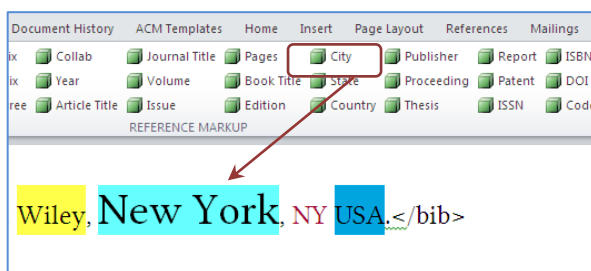 Document History ACM Templates Home Insert Page Layout References Mailings
ix Collab Journal Title Pages City Publisher Report ISBN
ix Year Volume Book Title State Proceeding Patent DOI
ree Article Title Issue Edition Country Thesis ISSN Code
REFERENCE MARKUP
Wiley, New York, NY USA.</bib>